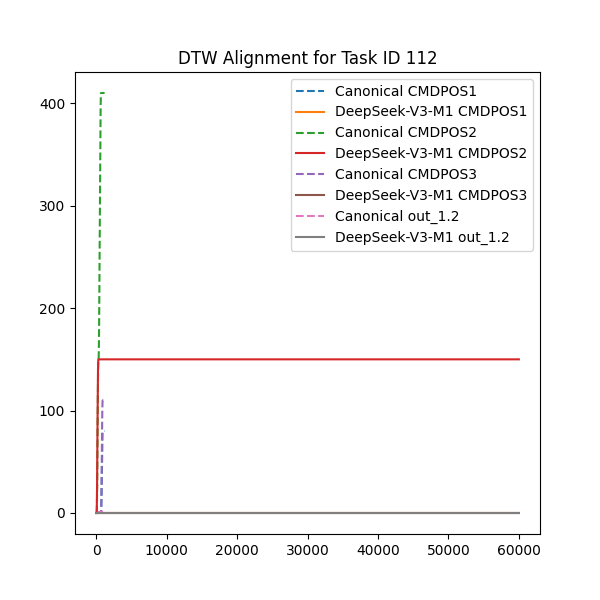 DTW Alignment for Task ID 112
Canonical CMDPOS1
DeepSeek-V3-M1 CMDPOS1
Canonical CMDPOS2
DeepSeek-V3-M1 CMDPOS2
Canonical CMDPOS3
DeepSeek-V3-M1 CMDPOS3
Canonical out_1.2
DeepSeek-V3-M1 out_1.2
400
300
200
100
0
0 10000 20000 30000 40000 50000 60000